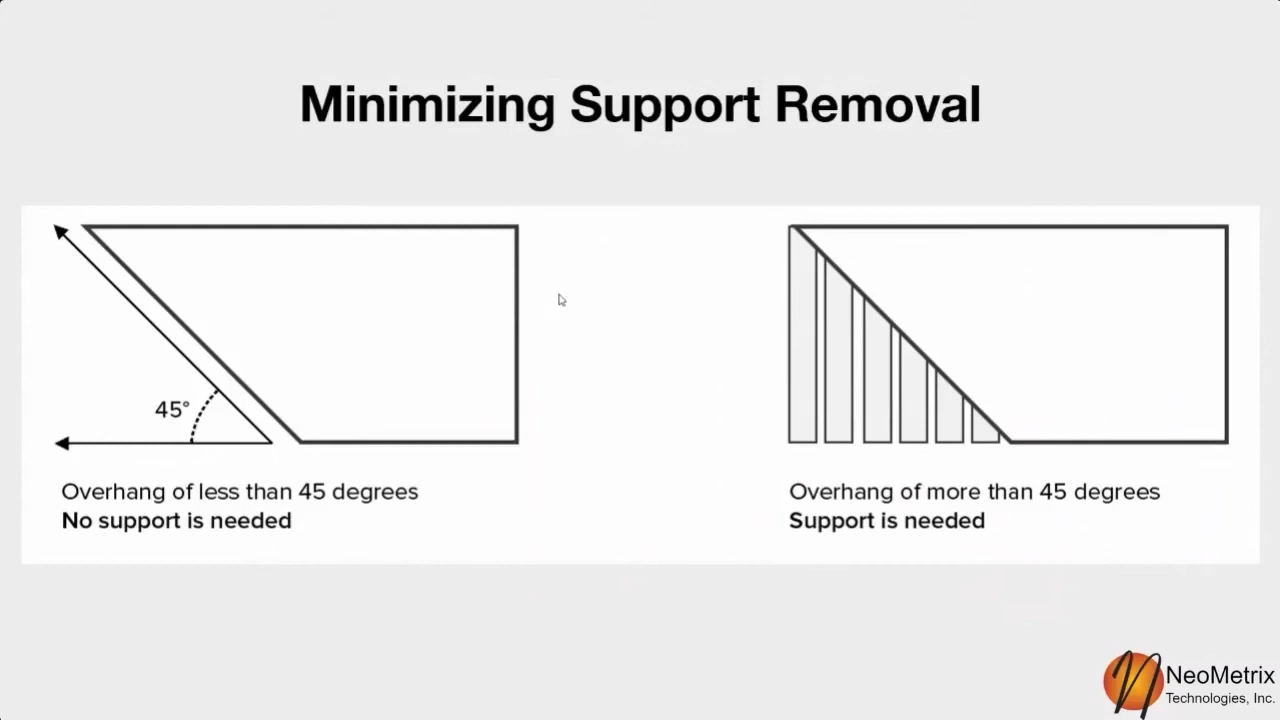 Minimizing Support Removal
45°
Overhang of less than 45 degrees
No support is needed
Overhang of more than 45 degrees
Support is needed
NeoMetrix
Technologies, Inc.